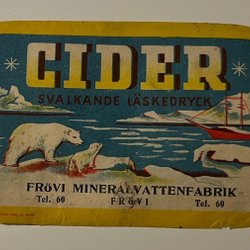 CIDER
SVALKANDE LÄSKEDRYCK
FRÖVI MINERALVATTENFABRIK
Tel. 60 FRÖVI Tel. 60